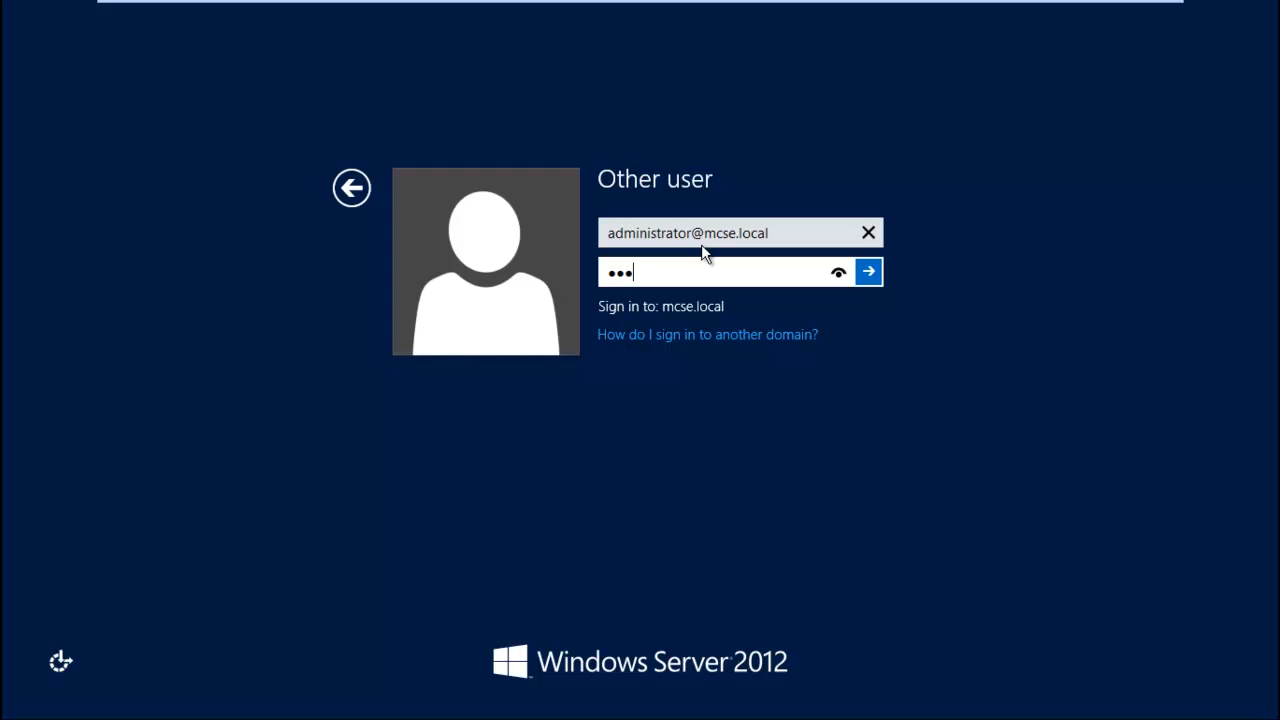 Other user
administrator@mcse.local
•••
Sign in to: mcse.local
How do I sign in to another domain?
Windows Server 2012